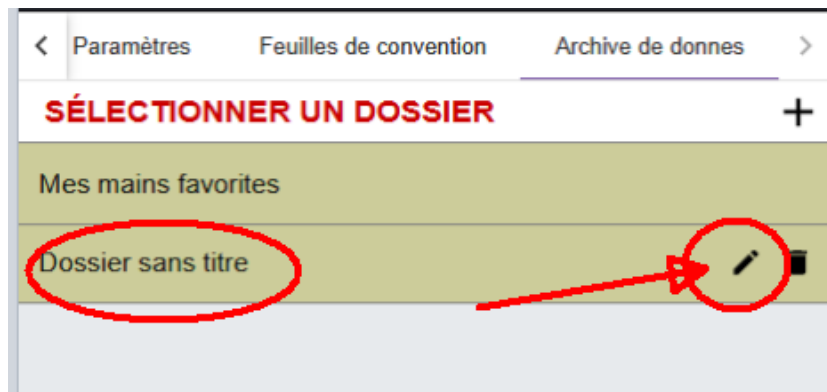 Paramètres Feuilles de convention Archive de donnes
SÉLECTIONNER UN DOSSIER
Mes mains favorites
Dossier sans titre